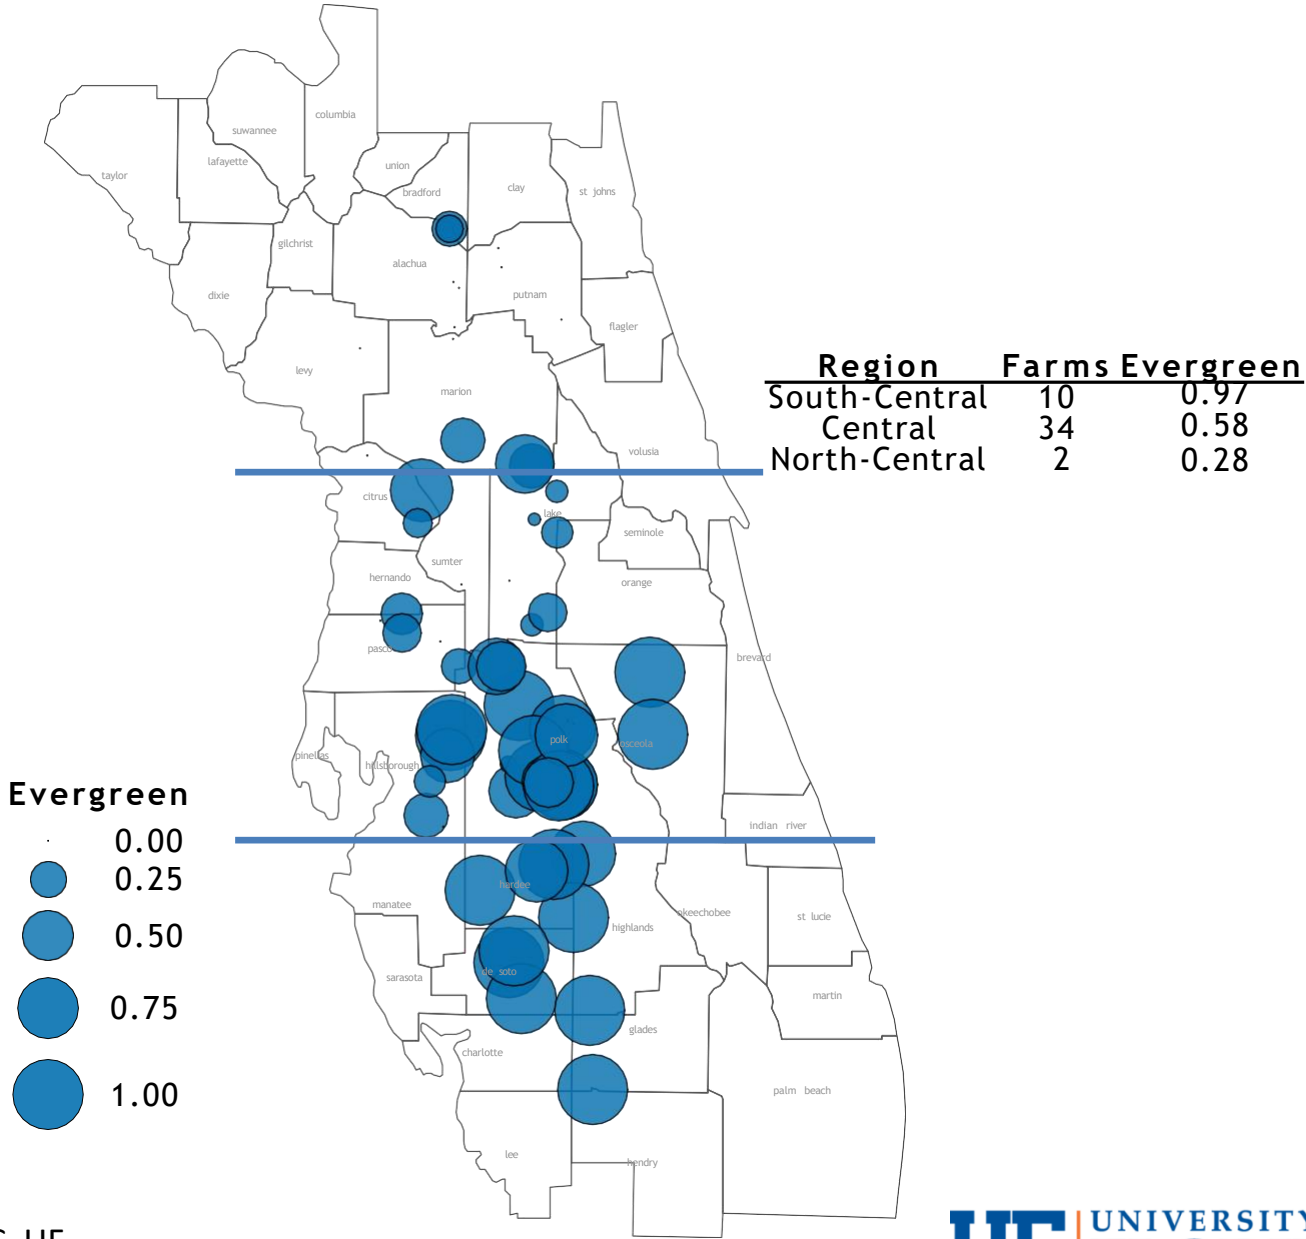 columbia
suwannee
lafayette
taylor
union
bradford
clay
st johns
gilchrist
alachua
dixie
putnam
flagler
levy
marion
volusia
Region Farms Evergreen
South-Central 10 0.97
Central 34 0.58
North-Central 2 0.28
citrus
lake
seminole
sumter
hernando
orange
pasco
brevard
polk
osceola
pinellas
hillsborough
indian river
Evergreen
0.00
0.25
0.50
0.75
1.00
hardee
manatee
highlands
okeechobee
st lucie
de soto
sarasota
martin
glades
charlotte
palm beach
lee
hendry
UF
UF
UNIVERSITY